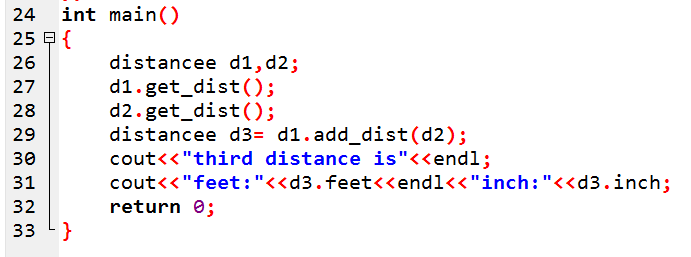 24 int main()
25 {
26 distancee d1,d2;
27 d1.get_dist();
28 d2.get_dist();
29 distancee d3= d1.add_dist(d2);
30 cout<<"third distance is"<<endl;
31 cout<<"feet:"<<d3.feet<<endl<<"inch:"<<d3.inch;
32 return 0;
33 }